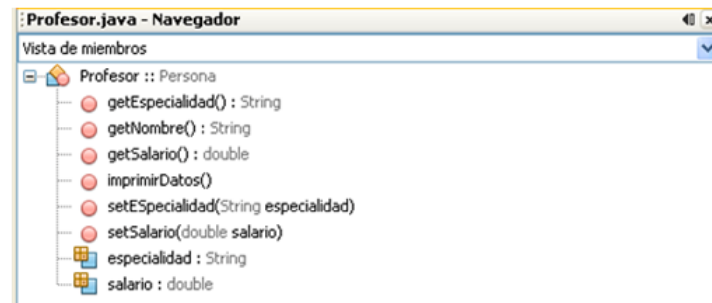 Profesor.java - Navegador
Vista de miembros
Profesor :: Persona
getEspecialidad() : String
getNombre() : String
getSalario() : double
imprimirDatos()
setESpecialidad(String especialidad)
setSalario(double salario)
especialidad : String
salario : double